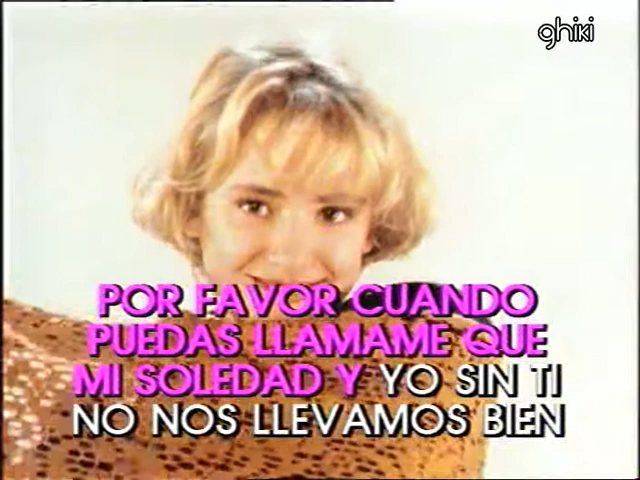 ghiki
POR FAVOR CUANDO
PUEDAS LLAMAME QUE
MI SOLEDAD Y YO SIN TI
NO NOS LLEVAMOS BIEN